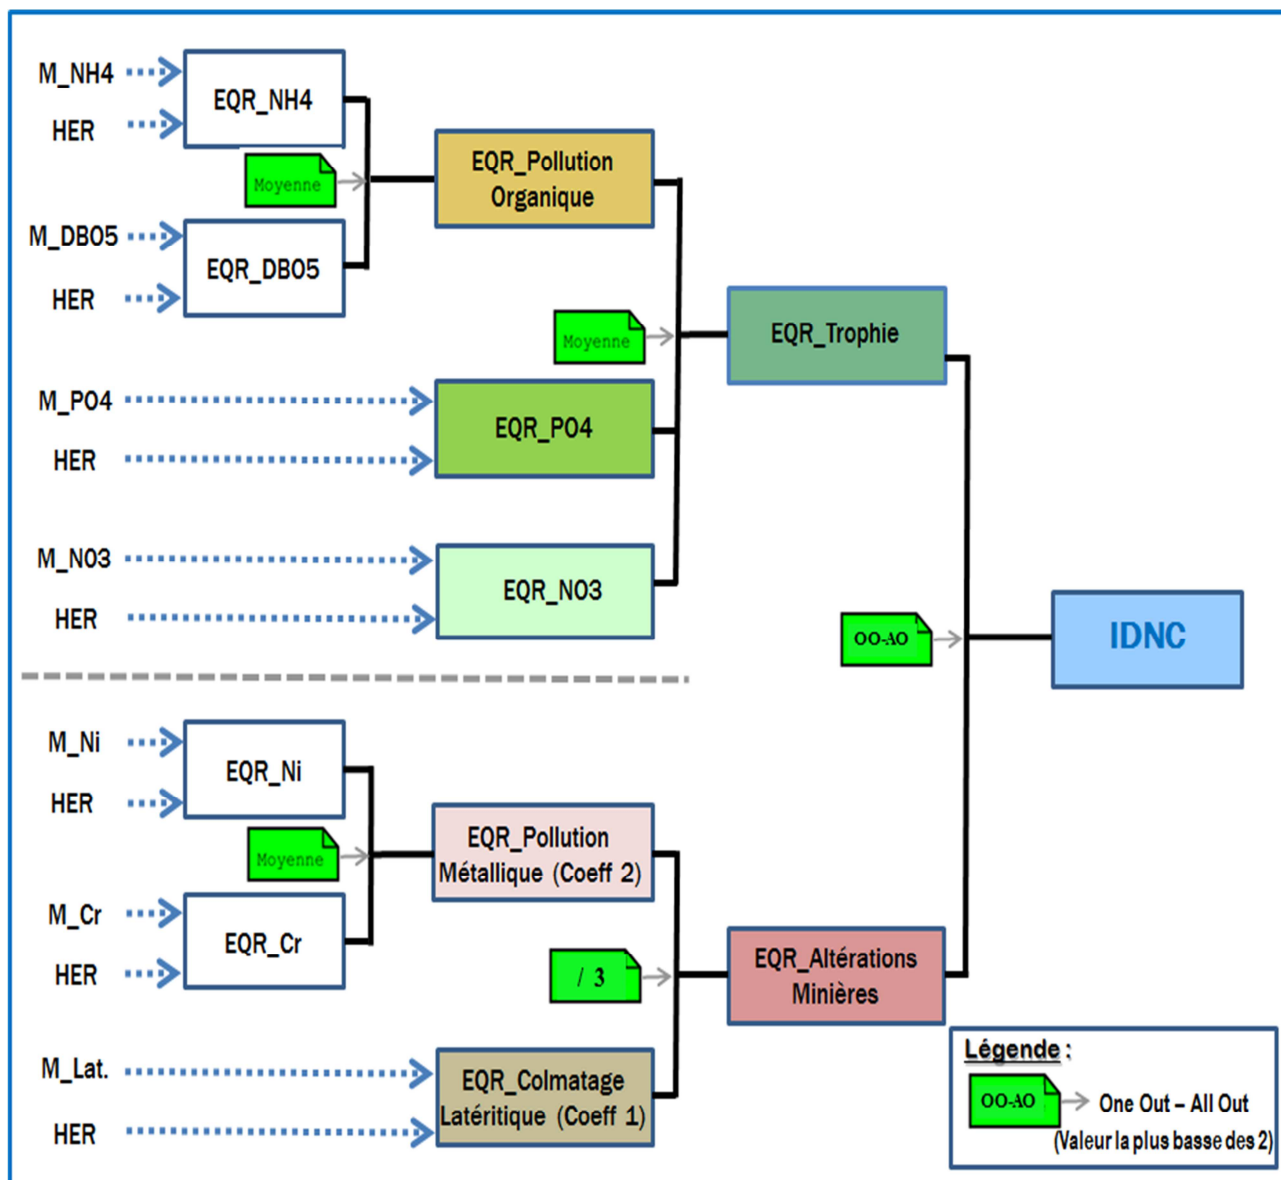 M_NH4
HER
EQR_NH4
Moyenne
M_DBO5
HER
EQR_DBO5
EQR_Pollution
Organique
Moyenne
EQR_Trophie
M_PO4
HER
EQR_PO4
M_NO3
HER
EQR_NO3
OO-AO
IDNC
M_Ni
HER
EQR_Ni
Moyenne
M_Cr
HER
EQR_Cr
EQR_Pollution
Métallique (Coeff 2)
/ 3
EQR_Altérations
Minières
M_Lat.
HER
EQR_Colmatage
Latéritique (Coeff 1)
Légende :
OO-AO
One Out – All Out
(Valeur la plus basse des 2)